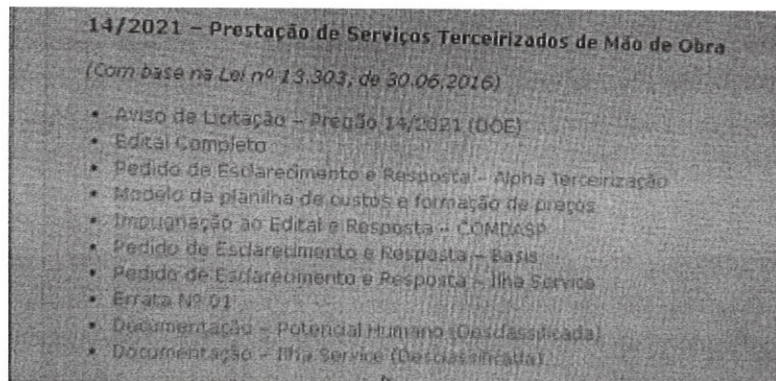 14/2021 – Prestação de Serviços Terceirizados de Mão de Obra
(Com base na Lei nº 13.303, de 30.06.2016)
• Aviso de Licitação – Pregão 14/2021 (DOE)
• Edital Completo
• Pedido de Esclarecimento e Resposta – Alpha Terceirização
• Modelo da planilha de custos e formação de preços
• Impugnação ao Edital e Resposta – COMDASP
• Pedido de Esclarecimento e Resposta – Basis
• Pedido de Esclarecimento e Resposta – Ilha Service
• Errata Nº 01
• Documentação – Potencial Humano (Desclassificada)
• Documentação – Ilha Service (Desclassificada)